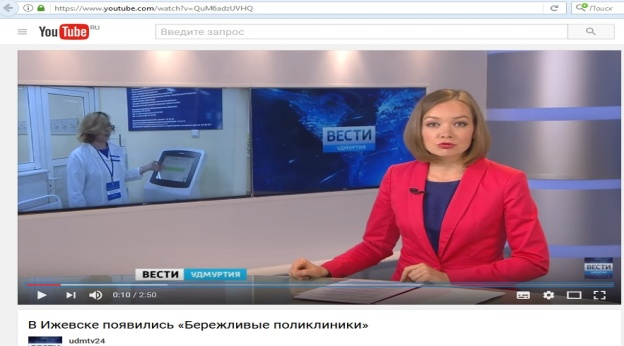 https://www.youtube.com/watch?v=QuM6adzUVHQ
Поиск
YouTube RU
Введите запрос
ВЕСТИ
УДМУРТИЯ
ВЕСТИ УДМУРТИЯ
ВЕСТИ
0:10 / 2:50
В Ижевске появились «Бережливые поликлиники»
udmtv24